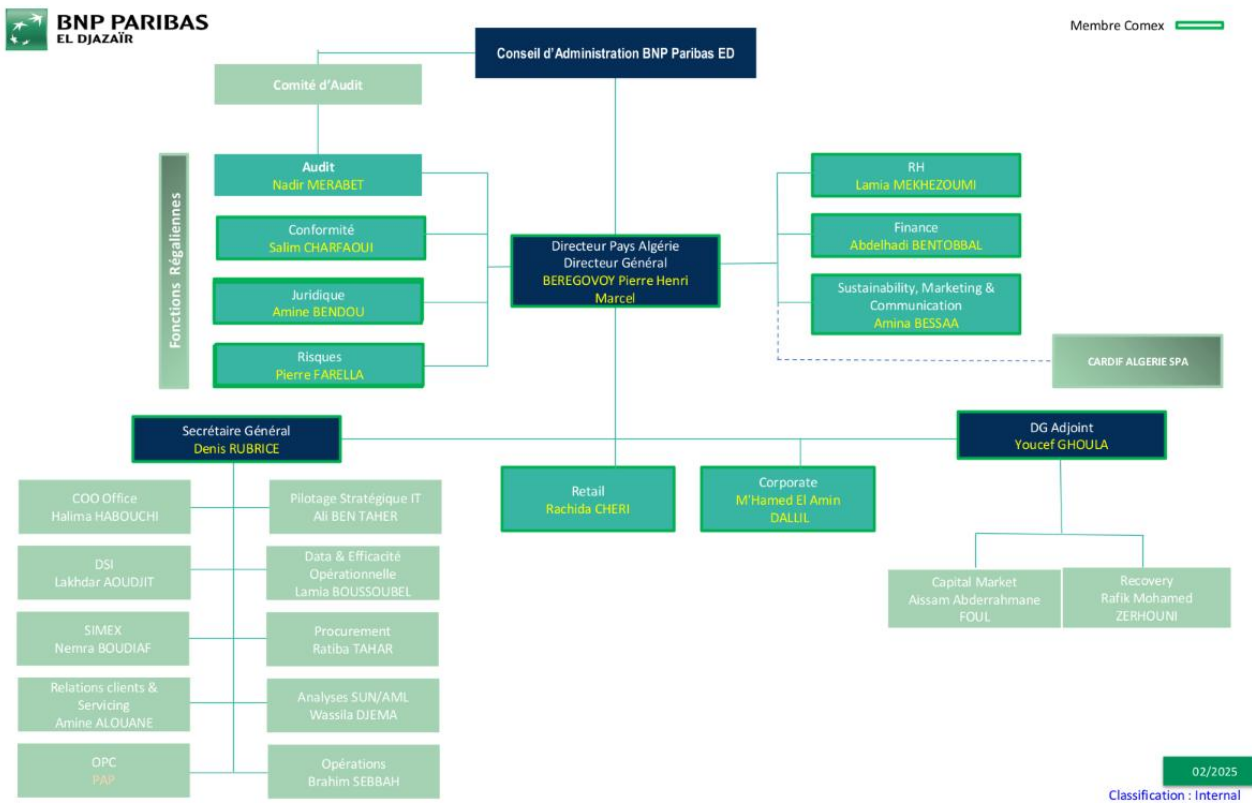 BNP PARIBAS
EL DJAZAÏR
Membre Comex
Conseil d'Administration BNP Paribas ED
Comité d'Audit
Fonctions Régaliennes
Audit
Nadir MERABET
Conformité
Salim CHARFAOUI
Juridique
Amine BENDOU
Risques
Pierre FARELLA
Directeur Pays Algérie
Directeur Général
BEREGOVOY Pierre Henri
Marcel
RH
Lamia MEKHEZOUMI
Finance
Abdelhadi BENTOBBAL
Sustainability, Marketing &
Communication
Amina BESSAA
CARDIF ALGERIE SPA
Secrétaire Général
Denis RUBRICE
DG Adjoint
Youcef GHOULA
Retail
Rachida CHERI
Corporate
M'Hamed El Amin
DALLIL
COO Office
Halima HABOUCHI
Pilotage Stratégique IT
Ali BEN TAHER
DSI
Lakhdar AOUDJIT
Data & Efficacité
Opérationnelle
Lamia BOUSSOUBEL
SIMEX
Nemra BOUDIAF
Procurement
Ratiba TAHAR
Relations clients &
Servicing
Amine ALOUANE
Analyses SUN/AML
Wassila DJEMA
OPC
PAP
Opérations
Brahim SEBBAH
Capital Market
Aissam Abderrahmane
FOUL
Recovery
Rafik Mohamed
ZERHOUNI
02/2025
Classification : Internal